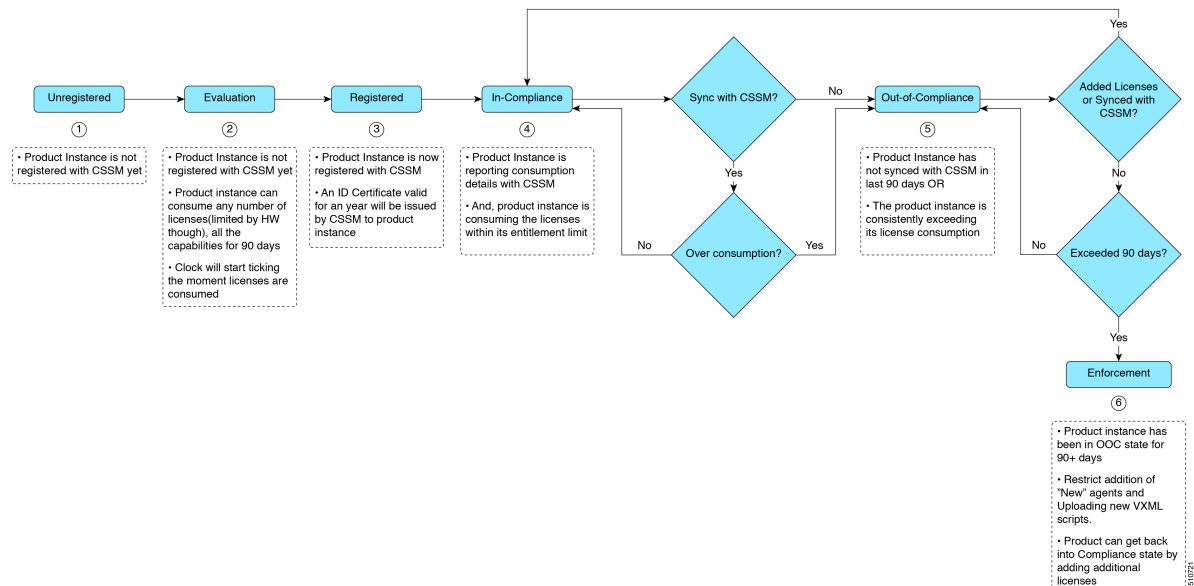 Yes
Unregistered
Evaluation
Registered
In-Compliance
Sync with CSSM?
No
Out-of-Compliance
Added Licenses
or Synced with
CSSM?
1
• Product Instance is not
registered with CSSM yet
2
• Product Instance is not
registered with CSSM yet
• Product instance can
consume any number of
licenses(limited by HW
though), all the
capabilities for 90 days
• Clock will start ticking
the moment licenses are
consumed
3
• Product Instance is now
registered with CSSM
• An ID Certificate valid
for an year will be issued
by CSSM to product
instance
4
• Product Instance is
reporting consumption
details with CSSM
• And, product instance is
consuming the licenses
within its entitlement limit
Yes
No
Over consumption?
Yes
5
• Product Instance has
not synced with CSSM in
last 90 days OR
• The product instance is
consistently exceeding
its license consumption
No
No
Exceeded 90 days?
Yes
Enforcement
6
• Product instance has
been in OOC state for
90+ days
• Restrict addition of
"New" agents and
Uploading new VXML
scripts.
• Product can get back
into Compliance state by
adding additional
licenses
510721